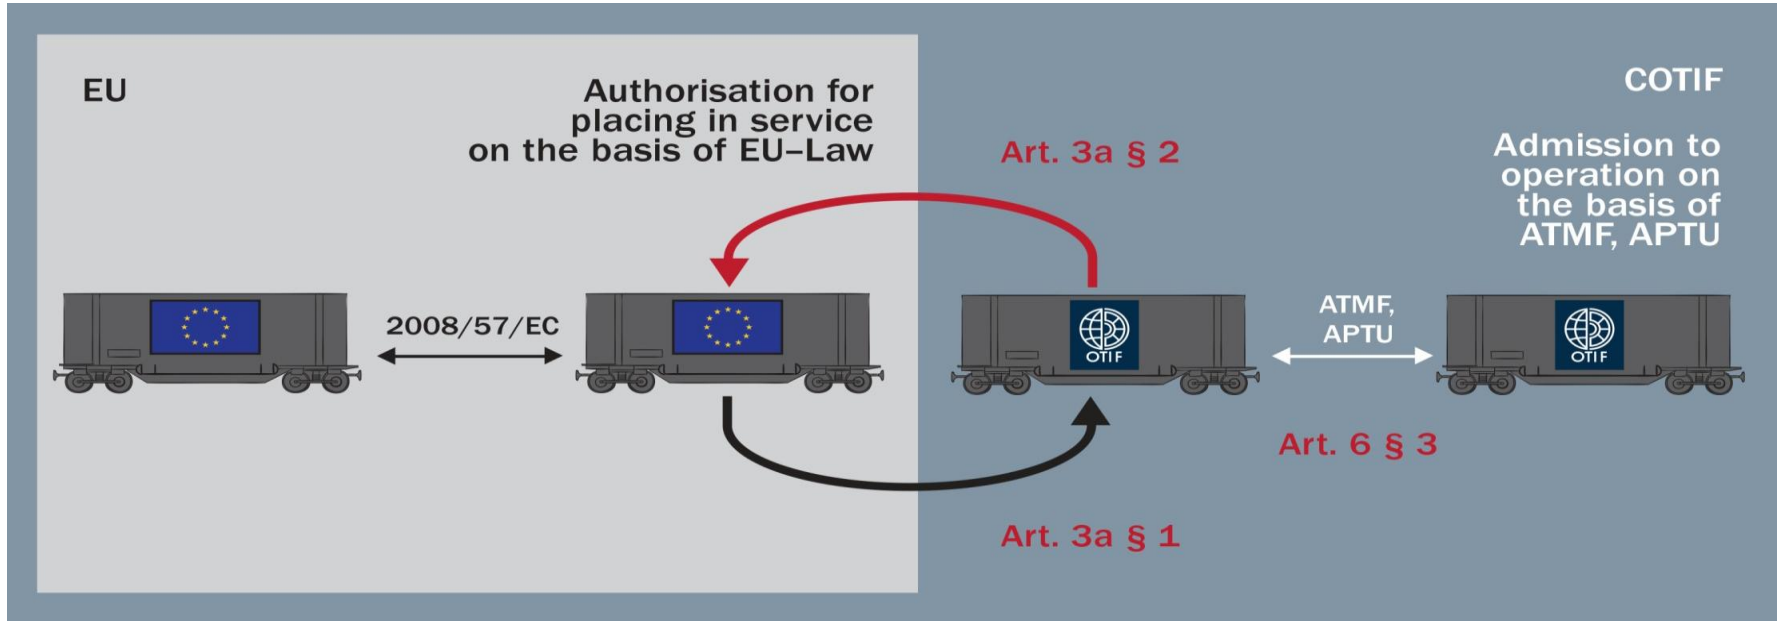 EU
Authorisation for
placing in service
on the basis of EU–Law
COTIF
Admission to
operation on
the basis of
ATMF, APTU
Art. 3a § 2
2008/57/EC
ATMF,
APTU
OTIF
OTIF
Art. 6 § 3
Art. 3a § 1